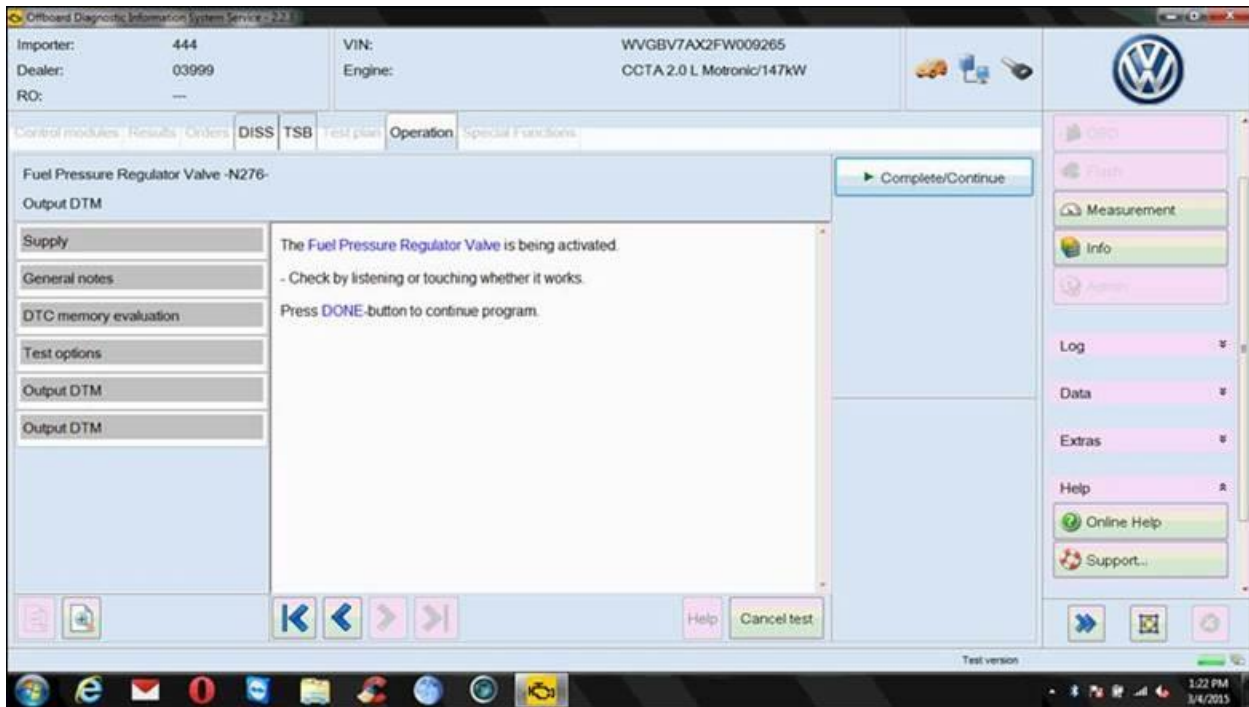 Offboard Diagnostic Information System Service - 2.2.3
Importer: 444 VIN: WVGBV7AX2FW009265
Dealer: 03999 Engine: CCTA 2.0 L Motronic/147kW
RO: ---
Control modules Results Orders DISS TSB Test plan Operation Special Functions
Fuel Pressure Regulator Valve -N276-
Output DTM
Complete/Continue
Supply
General notes
DTC memory evaluation
Test options
Output DTM
Output DTM
The Fuel Pressure Regulator Valve is being activated.
- Check by listening or touching whether it works.
Press DONE-button to continue program.
Help
Cancel test
OBD
Flash
Measurement
Info
Admin
Log
Data
Extras
Help
Online Help
Support...
Test version
1:22 PM
3/4/2015